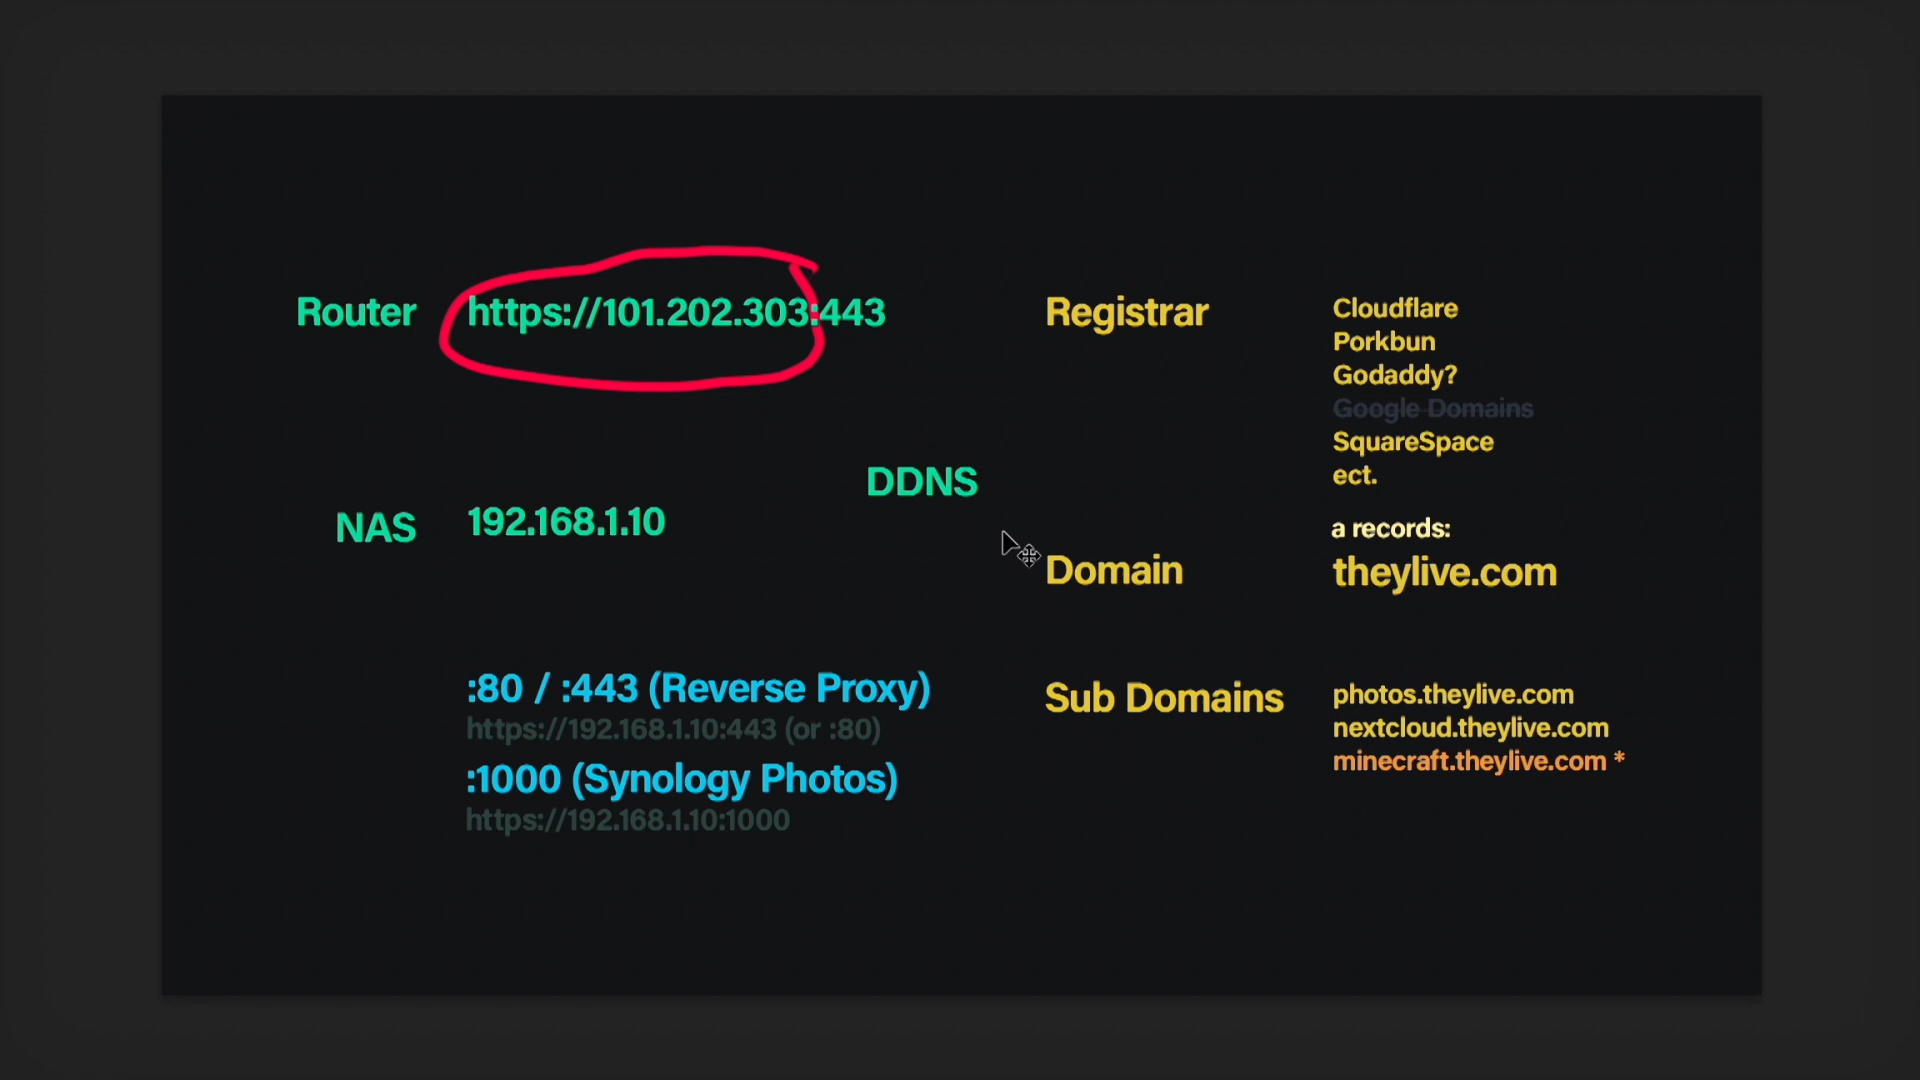 Router
https://101.202.303:443
NAS
192.168.1.10
DDNS
:80 / :443 (Reverse Proxy)
https://192.168.1.10:443 (or :80)
:1000 (Synology Photos)
https://192.168.1.10:1000
Registrar
Cloudflare
Porkbun
Godaddy?
Google Domains
SquareSpace
ect.
a records:
Domain
theylive.com
Sub Domains
photos.theylive.com
nextcloud.theylive.com
minecraft.theylive.com *